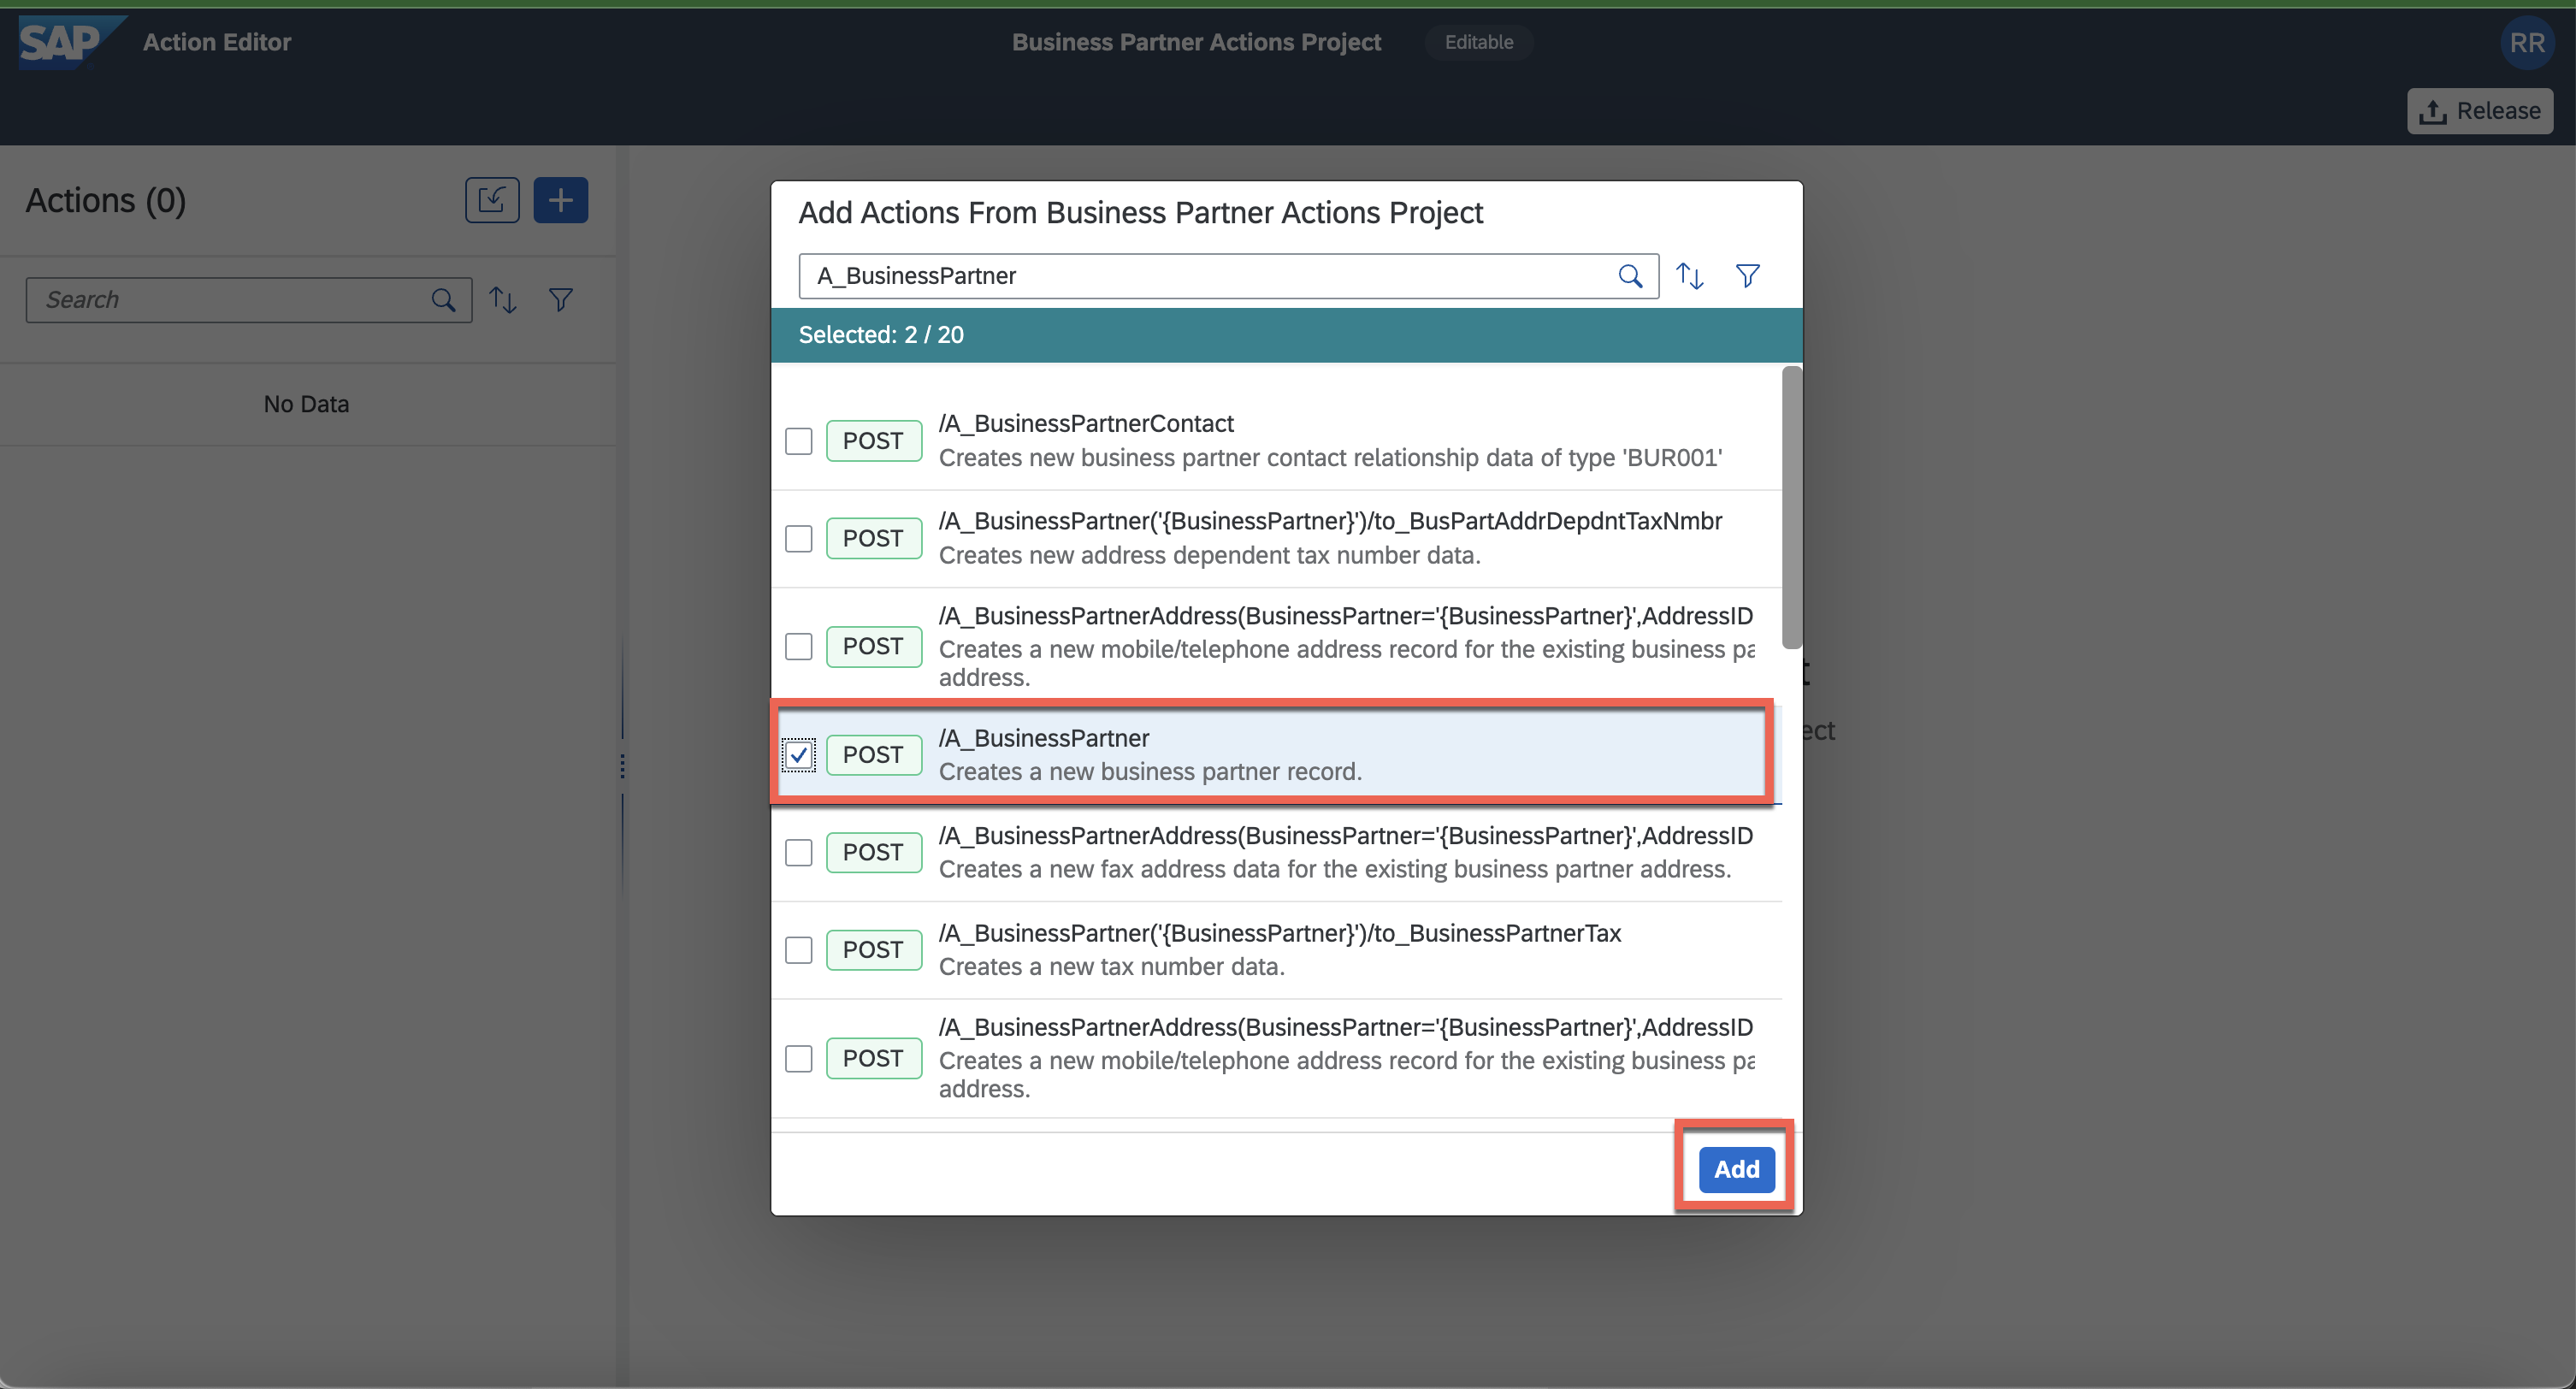 SAP
Action Editor
Business Partner Actions Project
Editable
RR
Release
Actions (0)
Search
No Data
Add Actions From Business Partner Actions Project
A_BusinessPartner
Selected: 2 / 20
POST
/A_BusinessPartnerContact
Creates new business partner contact relationship data of type 'BUR001'
POST
/A_BusinessPartner('{BusinessPartner}')/to_BusPartAddrDepdntTaxNmbr
Creates new address dependent tax number data.
POST
/A_BusinessPartnerAddress(BusinessPartner='{BusinessPartner}',AddressID
Creates a new mobile/telephone address record for the existing business pa
address.
POST
/A_BusinessPartner
Creates a new business partner record.
POST
/A_BusinessPartnerAddress(BusinessPartner='{BusinessPartner}',AddressID
Creates a new fax address data for the existing business partner address.
POST
/A_BusinessPartner('{BusinessPartner}')/to_BusinessPartnerTax
Creates a new tax number data.
POST
/A_BusinessPartnerAddress(BusinessPartner='{BusinessPartner}',AddressID
Creates a new mobile/telephone address record for the existing business pa
address.
t
ect
Add